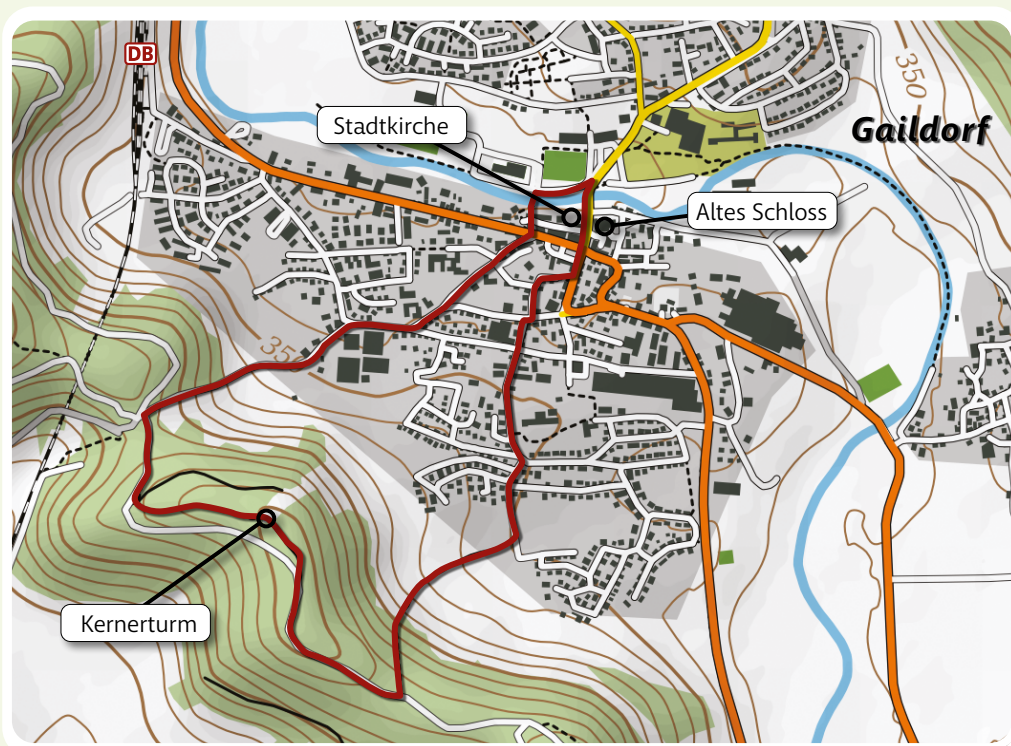 DB
350
Gaildorf
Stadtkirche
Altes Schloss
350
Kernerturm